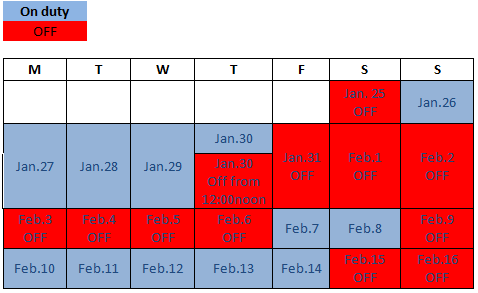 On duty
OFF
M T W T F S S
Jan. 25
OFF
Jan.26
Jan.27
Jan.28
Jan.29
Jan.30
Jan.30
Off from
12:00noon
Jan.31
OFF
Feb.1
OFF
Feb.2
OFF
Feb.3
OFF
Feb.4
OFF
Feb.5
OFF
Feb.6
OFF
Feb.7
Feb.8
Feb.9
OFF
Feb.10
Feb.11
Feb.12
Feb.13
Feb.14
Feb.15
OFF
Feb.16
OFF